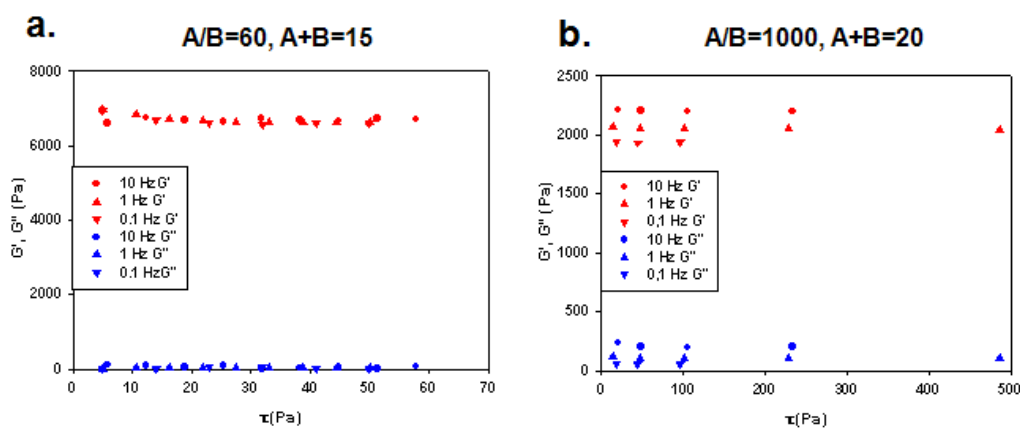 a.
A/B=60, A+B=15
8000
6000
4000
2000
0
G', G'' (Pa)
10 Hz G'
1 Hz G'
0.1 Hz G'
10 Hz G''
1 Hz G''
0.1 HzG''
0 10 20 30 40 50 60 70
τ(Pa)
b.
A/B=1000, A+B=20
2500
2000
1500
1000
500
0
G', G'' (Pa)
10 Hz G'
1 Hz G'
0,1 Hz G'
10 Hz G''
1 Hz G''
0,1 Hz G''
0 100 200 300 400 500
τ(Pa)